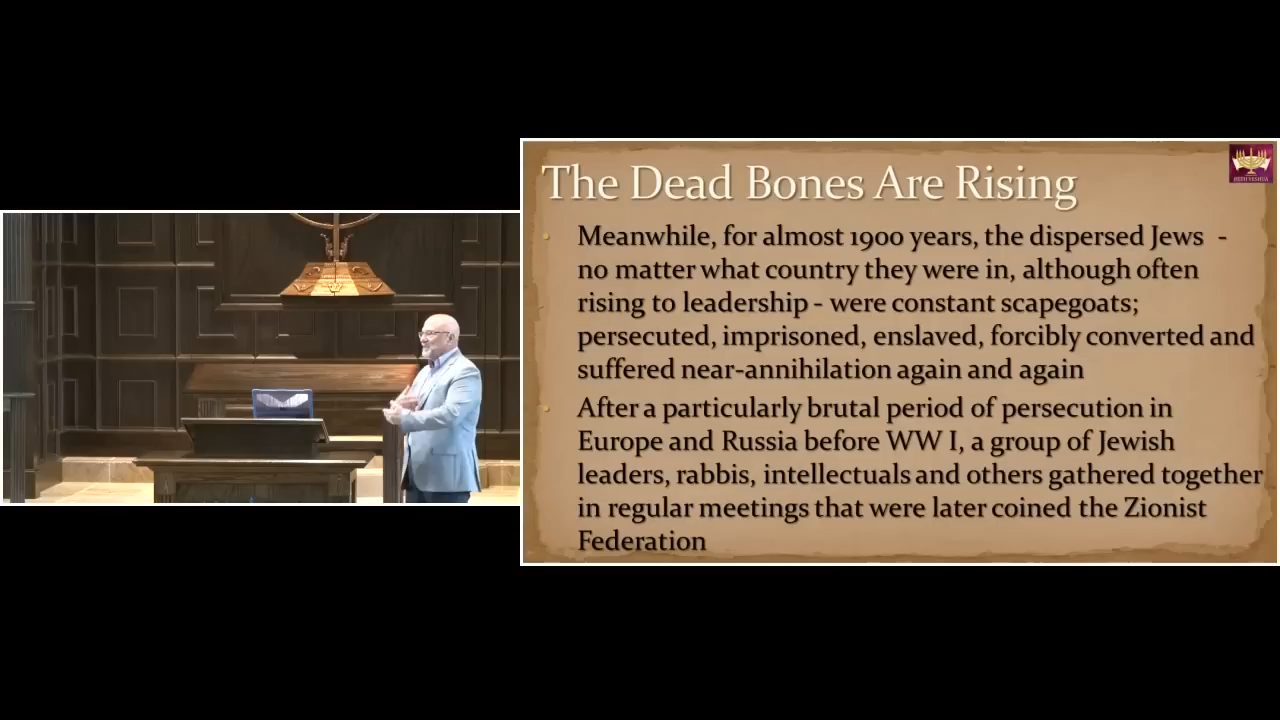 The Dead Bones Are Rising
Meanwhile, for almost 1900 years, the dispersed Jews -
no matter what country they were in, although often
rising to leadership - were constant scapegoats;
persecuted, imprisoned, enslaved, forcibly converted and
suffered near-annihilation again and again
After a particularly brutal period of persecution in
Europe and Russia before WW I, a group of Jewish
leaders, rabbis, intellectuals and others gathered together
in regular meetings that were later coined the Zionist
Federation